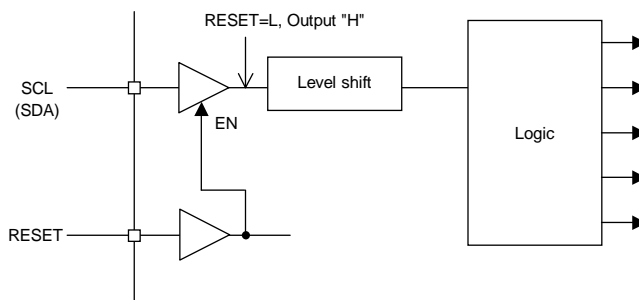 RESET=L, Output "H"
SCL
(SDA)
Level shift
EN
Logic
RESET